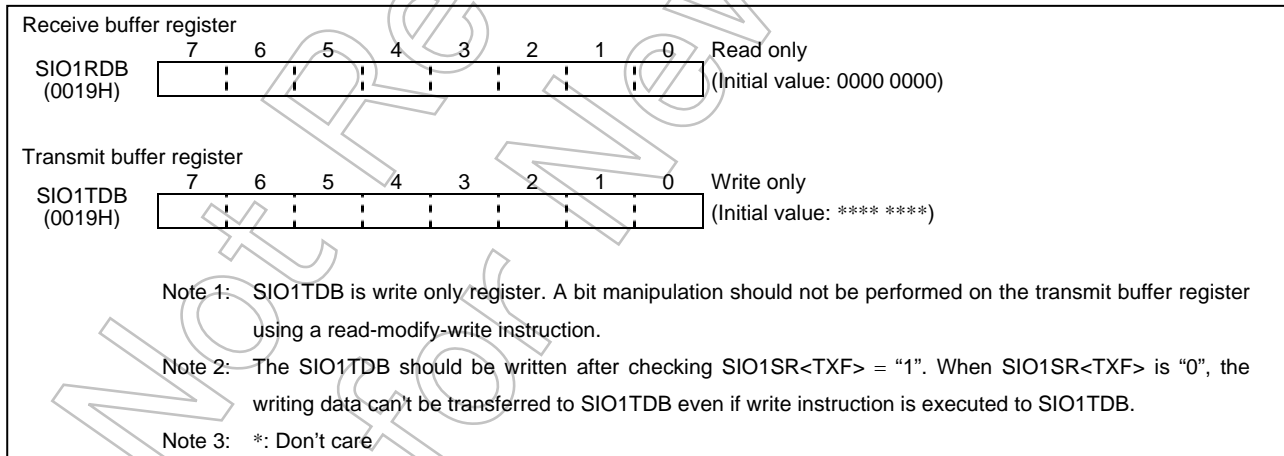 Receive buffer register
7 6 5 4 3 2 1 0 Read only
SIO1RDB
(0019H) (Initial value: 0000 0000)
Transmit buffer register
7 6 5 4 3 2 1 0 Write only
SIO1TDB
(0019H) (Initial value: **** ****)
Note 1: SIO1TDB is write only register. A bit manipulation should not be performed on the transmit buffer register
using a read-modify-write instruction.
Note 2: The SIO1TDB should be written after checking SIO1SR<TXF> = “1”. When SIO1SR<TXF> is “0”, the
writing data can't be transferred to SIO1TDB even if write instruction is executed to SIO1TDB.
Note 3: *: Don't care
Not Re
for New